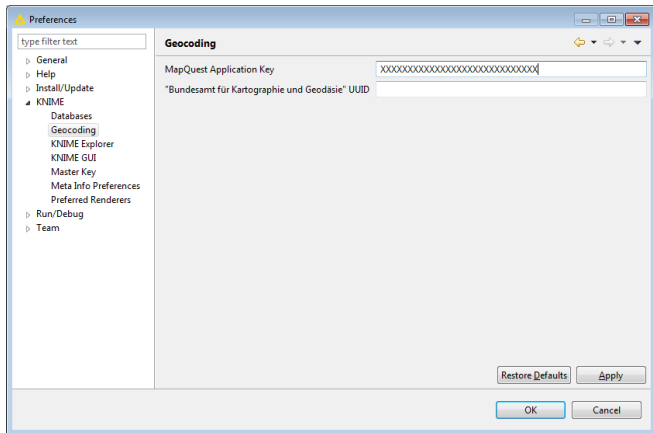 Preferences
type filter text
General
Help
Install/Update
KNIME
Databases
Geocoding
KNIME Explorer
KNIME GUI
Master Key
Meta Info Preferences
Preferred Renderers
Run/Debug
Team
Geocoding
MapQuest Application Key XXXXXXXXXXXXXXXXXXXXXXXXXXXXXX
"Bundesamt für Kartographie und Geodäsie" UUID
Restore Defaults Apply
OK Cancel